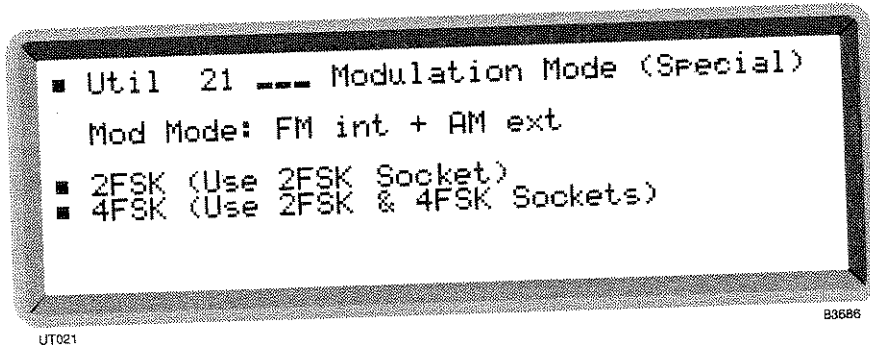 ■ Util 21 ___ Modulation Mode (Special)
Mod Mode: FM int + AM ext
■ 2FSK (Use 2FSK Socket)
■ 4FSK (Use 2FSK & 4FSK Sockets)
B3686
UT021